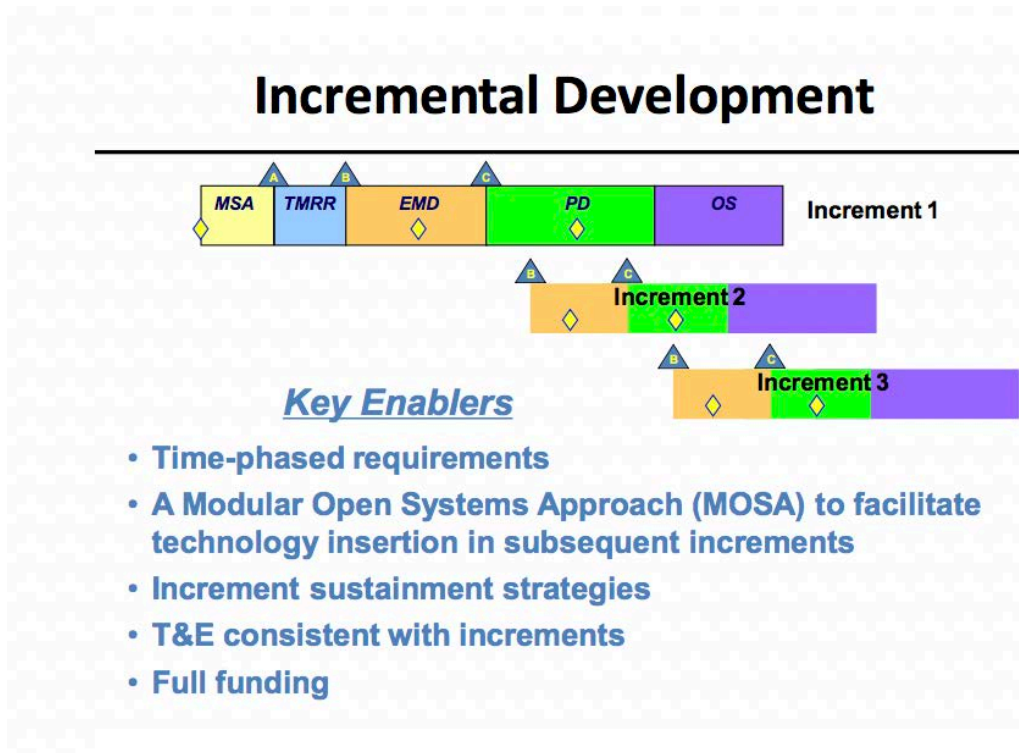 Incremental Development
A B C
MSA TMRR EMD PD OS Increment 1
B C
Increment 2
B C
Increment 3
Key Enablers
• Time-phased requirements
• A Modular Open Systems Approach (MOSA) to facilitate
technology insertion in subsequent increments
• Increment sustainment strategies
• T&E consistent with increments
• Full funding